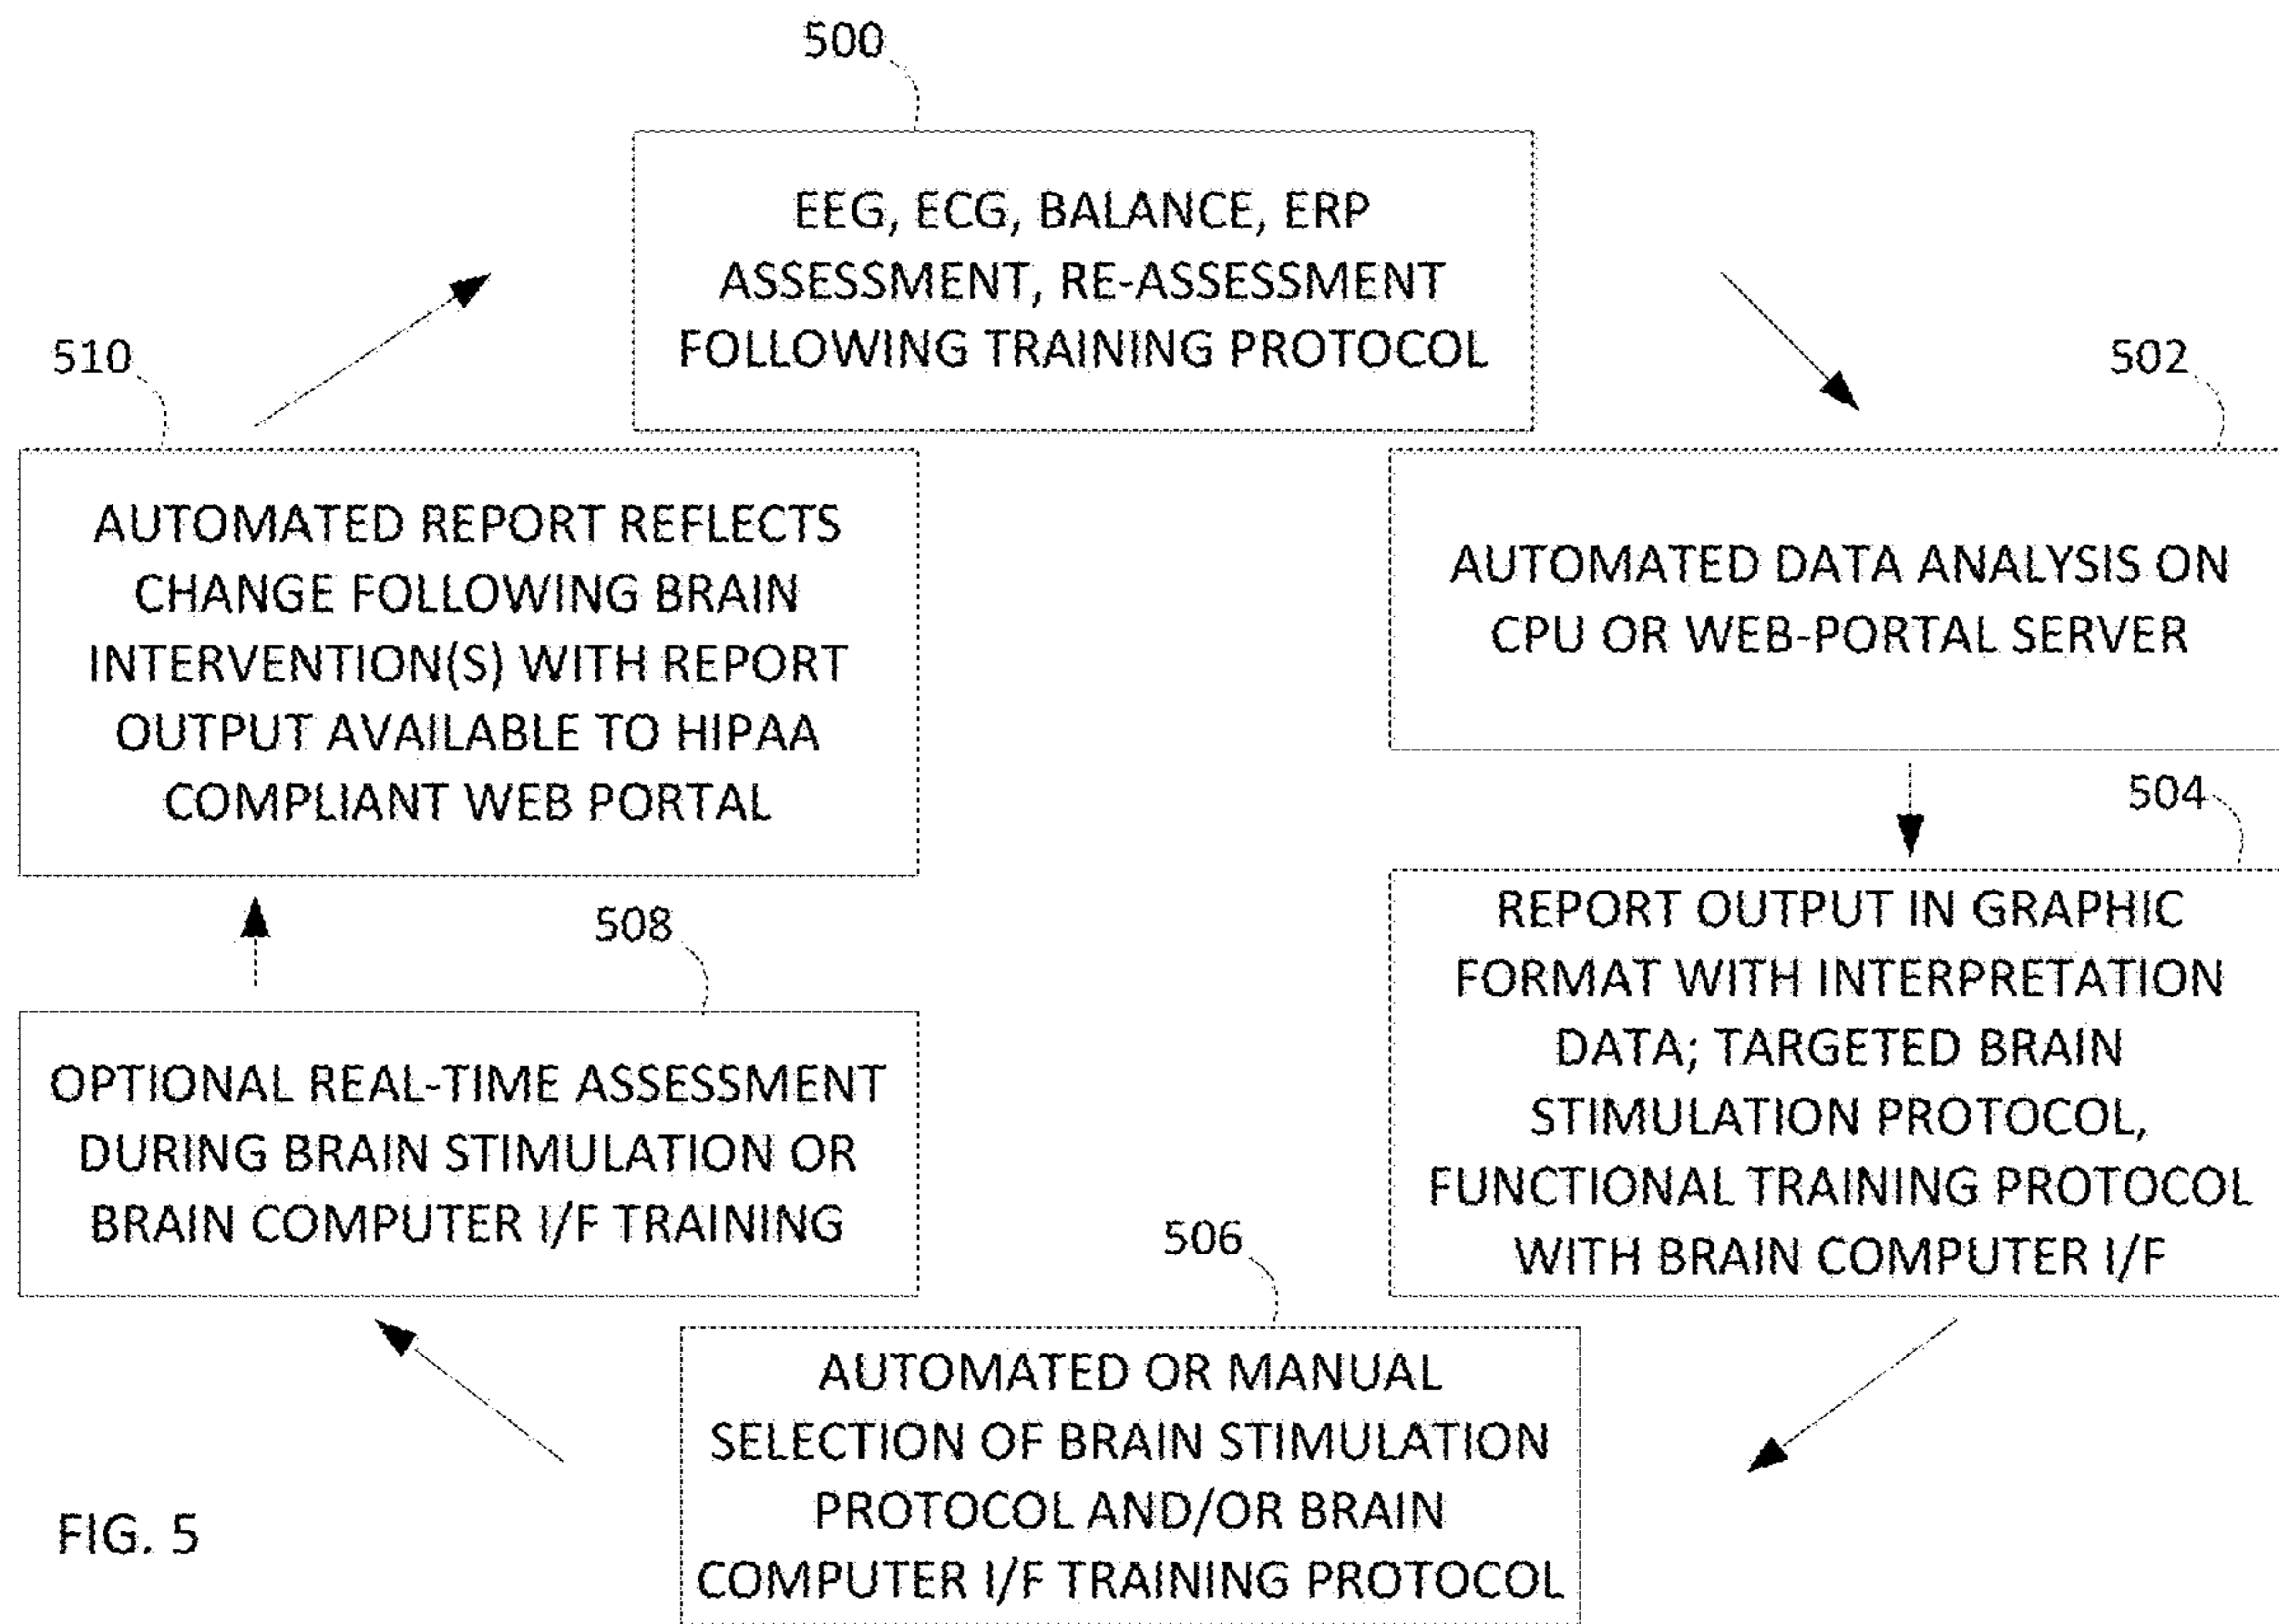 500
EEG, ECG, BALANCE, ERP
ASSESSMENT, RE-ASSESSMENT
FOLLOWING TRAINING PROTOCOL
502
AUTOMATED DATA ANALYSIS ON
CPU OR WEB-PORTAL SERVER
504
REPORT OUTPUT IN GRAPHIC
FORMAT WITH INTERPRETATION
DATA; TARGETED BRAIN
STIMULATION PROTOCOL,
FUNCTIONAL TRAINING PROTOCOL
WITH BRAIN COMPUTER I/F
506
AUTOMATED OR MANUAL
SELECTION OF BRAIN STIMULATION
PROTOCOL AND/OR BRAIN
COMPUTER I/F TRAINING PROTOCOL
508
OPTIONAL REAL-TIME ASSESSMENT
DURING BRAIN STIMULATION OR
BRAIN COMPUTER I/F TRAINING
510
AUTOMATED REPORT REFLECTS
CHANGE FOLLOWING BRAIN
INTERVENTION(S) WITH REPORT
OUTPUT AVAILABLE TO HIPAA
COMPLIANT WEB PORTAL
FIG. 5